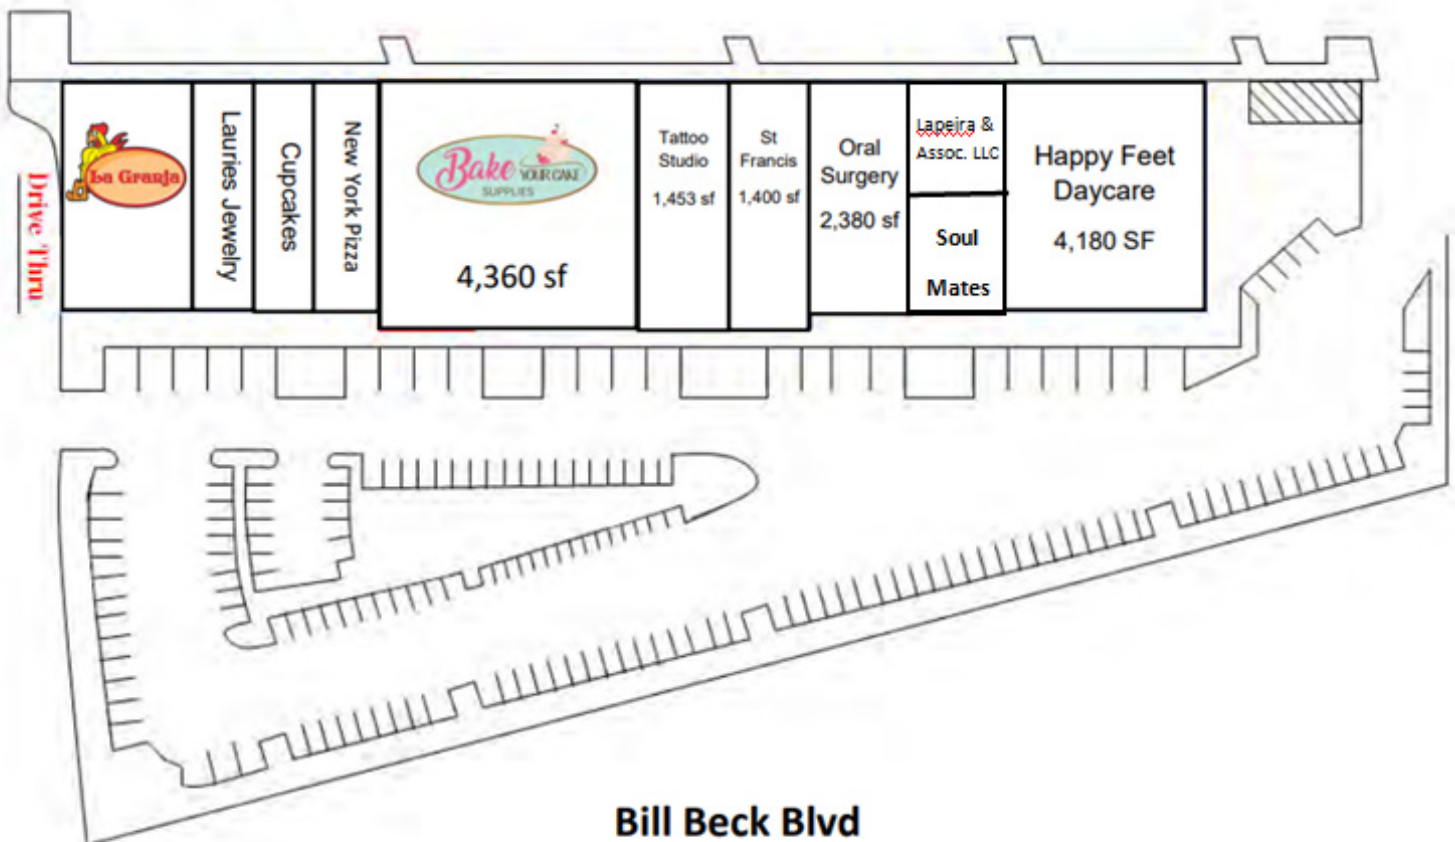 Drive Thru
La Granja
Lauries Jewelry
Cupcakes
New York Pizza
Bake
YOUR CAKE
SUPPLIES
4,360 sf
Tattoo
Studio
1,453 sf
St
Francis
1,400 sf
Oral
Surgery
2,380 sf
Lapeira &
Assoc. LLC
Soul
Mates
Happy Feet
Daycare
4,180 SF
Bill Beck Blvd